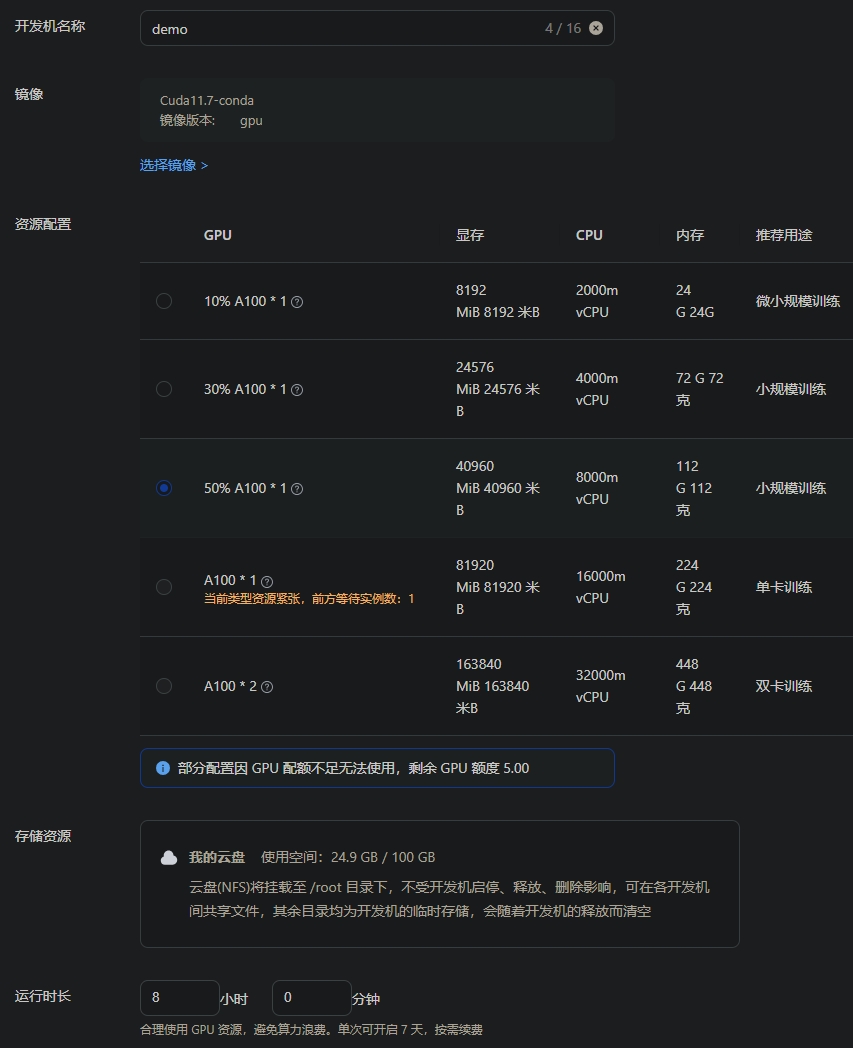 开发机名称
demo
4 / 16
镜像
Cuda11.7-conda
镜像版本: gpu
选择镜像 >
资源配置
GPU 显存 CPU 内存 推荐用途
10% A100 * 1
8192
MiB 8192 米B
2000m
vCPU
24
G 24G
微小规模训练
30% A100 * 1
24576
MiB 24576 米
B
4000m
vCPU
72 G 72
克
小规模训练
50% A100 * 1
40960
MiB 40960 米
B
8000m
vCPU
112
G 112
克
小规模训练
A100 * 1
当前类型资源紧张，前方等待实例数：1
81920
MiB 81920 米
B
16000m
vCPU
224
G 224
克
单卡训练
A100 * 2
163840
MiB 163840
米B
32000m
vCPU
448
G 448
克
双卡训练
部分配置因 GPU 配额不足无法使用，剩余 GPU 额度 5.00
存储资源
我的云盘 使用空间：24.9 GB / 100 GB
云盘(NFS)将挂载至 /root 目录下，不受开发机启停、释放、删除影响，可在各开发机
间共享文件，其余目录均为开发机的临时存储，会随着开发机的释放而清空
运行时长
8 小时 0 分钟
合理使用 GPU 资源，避免算力浪费。单次可开启 7 天，按需续费